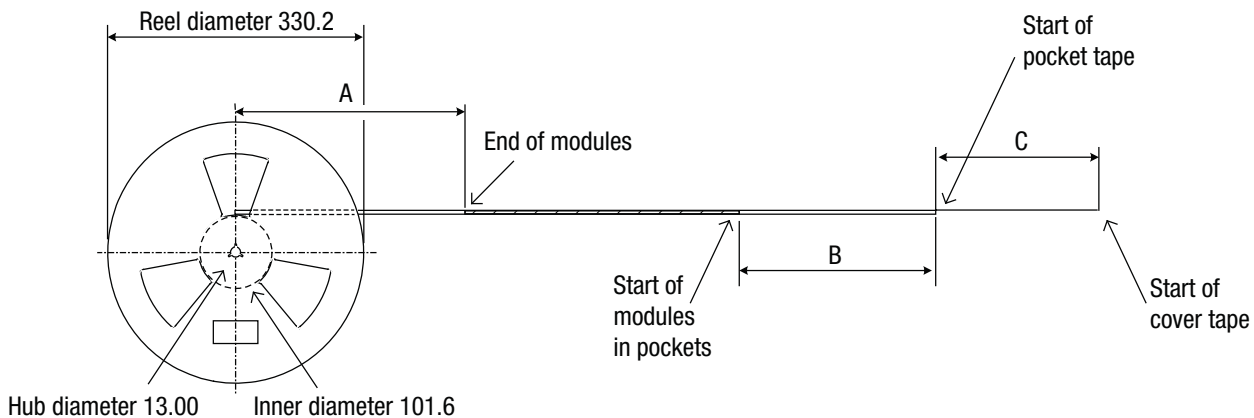 Reel diameter 330.2
Start of
pocket tape
A
End of modules
C
B
Start of
modules
in pockets
Start of
cover tape
Hub diameter 13.00
Inner diameter 101.6